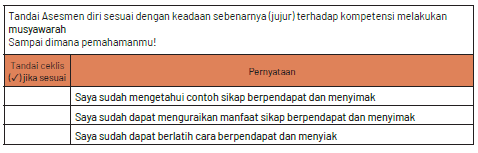 Tandai Asesmen diri sesuai dengan keadaan sebenarnya (jujur) terhadap kompetensi melakukan
musyawarah
Sampai dimana pemahamanmu!
Tandai ceklis
(✓) jika sesuai
Pernyataan
Saya sudah mengetahui contoh sikap berpendapat dan menyimak
Saya sudah dapat menguraikan manfaat sikap berpendapat dan menyimak
Saya sudah dapat berlatih cara berpendapat dan menyiak